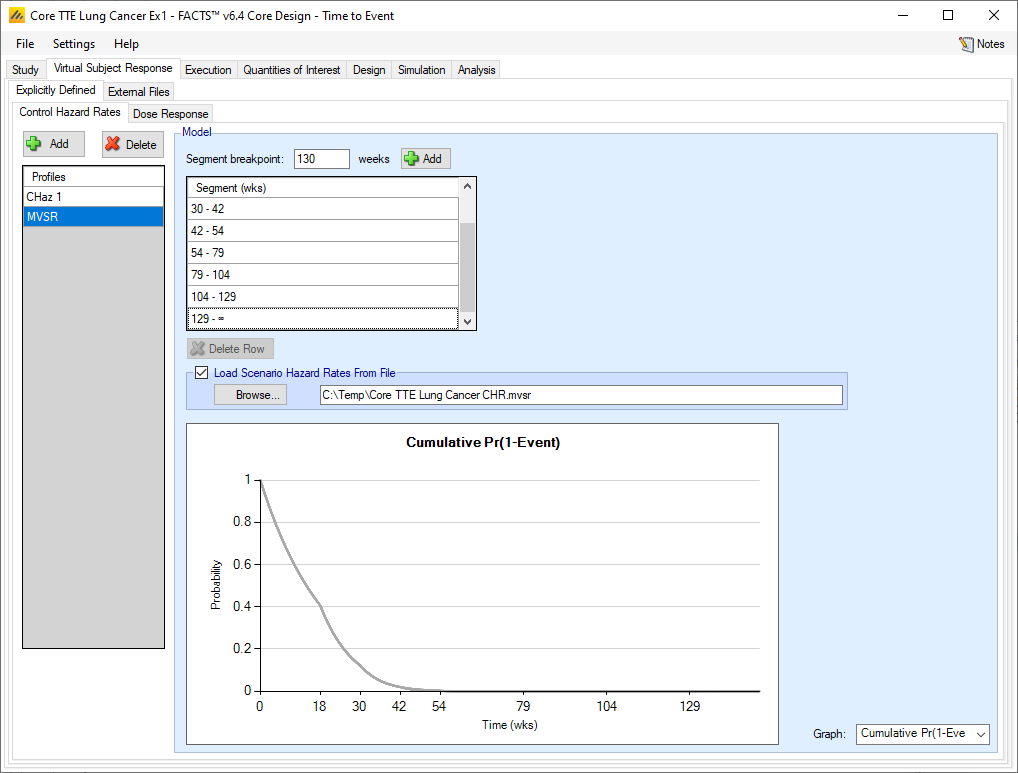 Core TTE Lung Cancer Ex1 - FACTS™ v6.4 Core Design - Time to Event
File Settings Help Notes
Study Virtual Subject Response Execution Quantities of Interest Design Simulation Analysis
Explicitly Defined External Files
Control Hazard Rates Dose Response
Add Delete
Profiles
CHaz 1
MVSR
Model
Segment breakpoint: 130 weeks Add
Segment (wks)
30 - 42
42 - 54
54 - 79
79 - 104
104 - 129
129 - ∞
Delete Row
Load Scenario Hazard Rates From File
Browse... C:\Temp\Core TTE Lung Cancer CHR.mvsr
Cumulative Pr(1-Event)
1
0.8
0.6
0.4
0.2
0
Probability
0 18 30 42 54 79 104 129
Time (wks)
Graph: Cumulative Pr(1-Eve